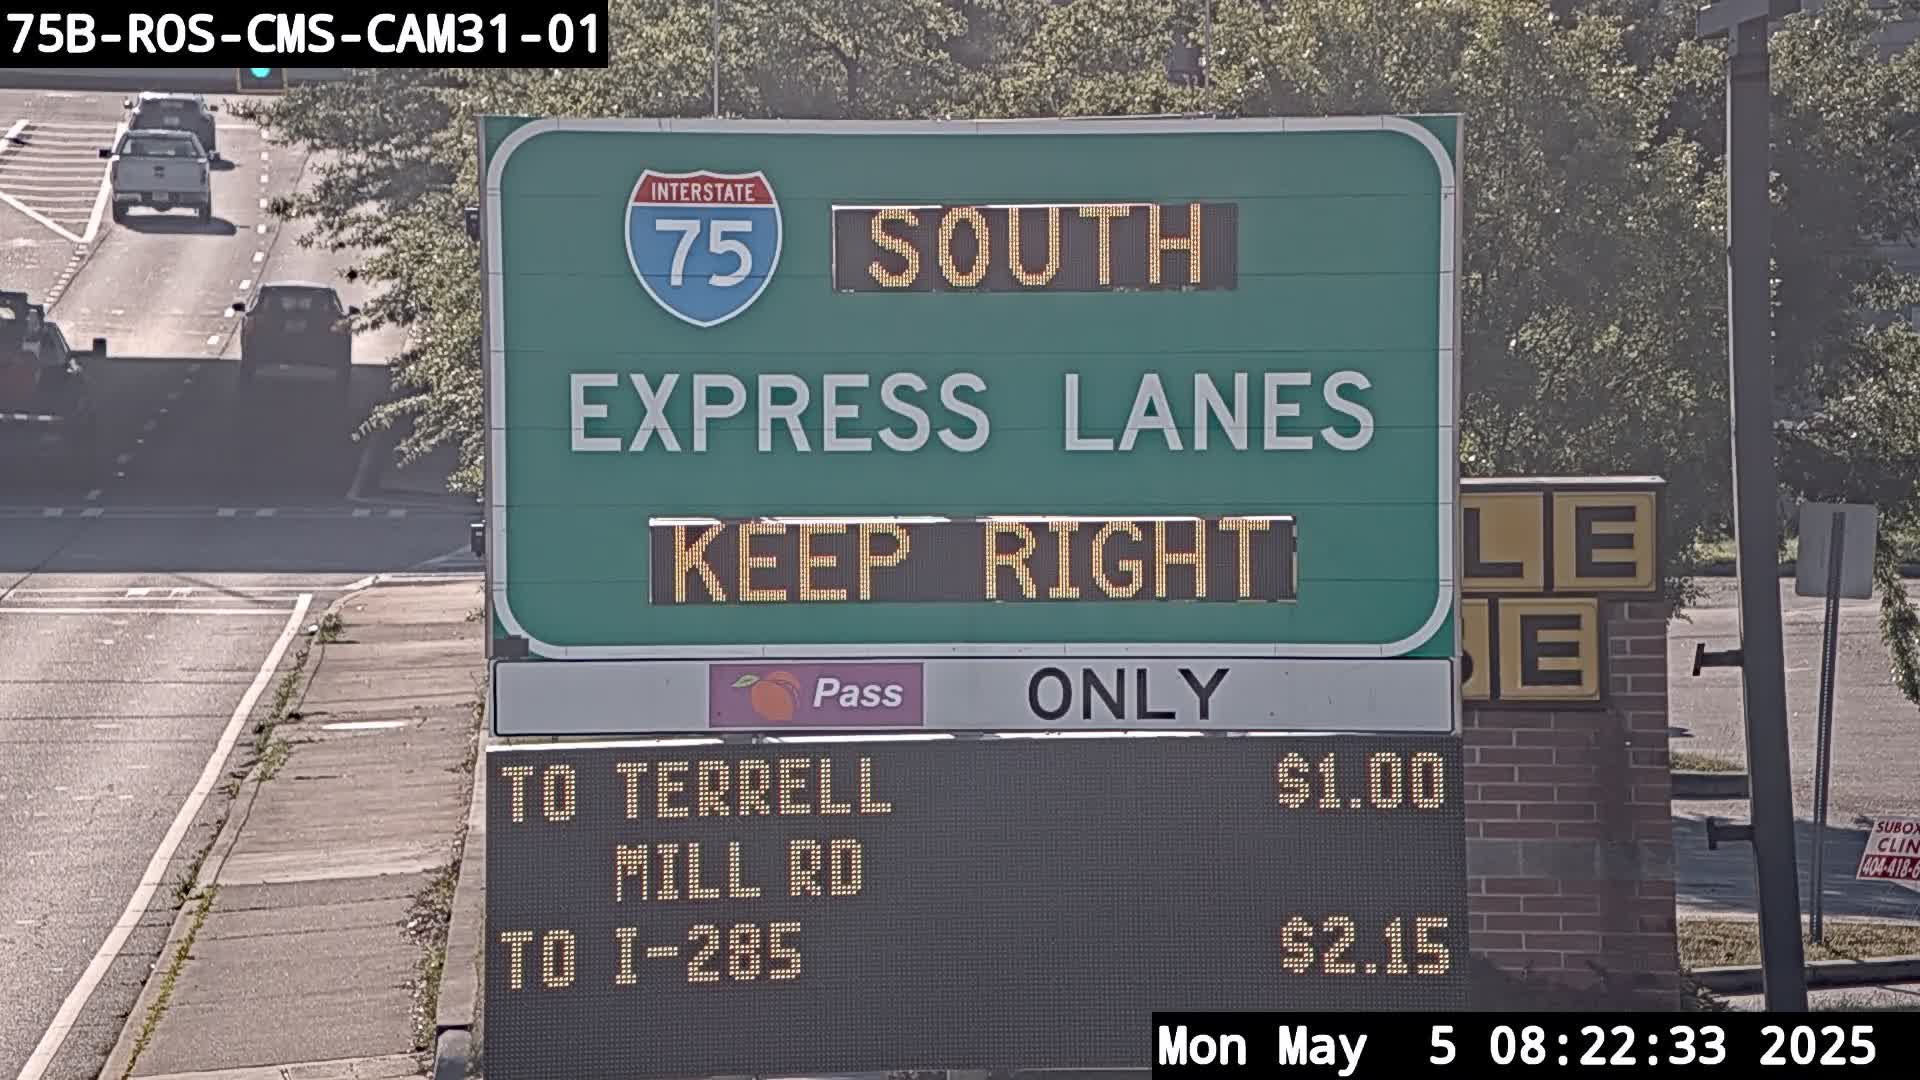 75B-ROS-CMS-CAM31-01
INTERSTATE
75
SOUTH
EXPRESS LANES
KEEP RIGHT
Pass ONLY
TO TERRELL $1.00
MILL RD
TO I-285 $2.15
LE
E
Mon May 5 08:22:33 2025